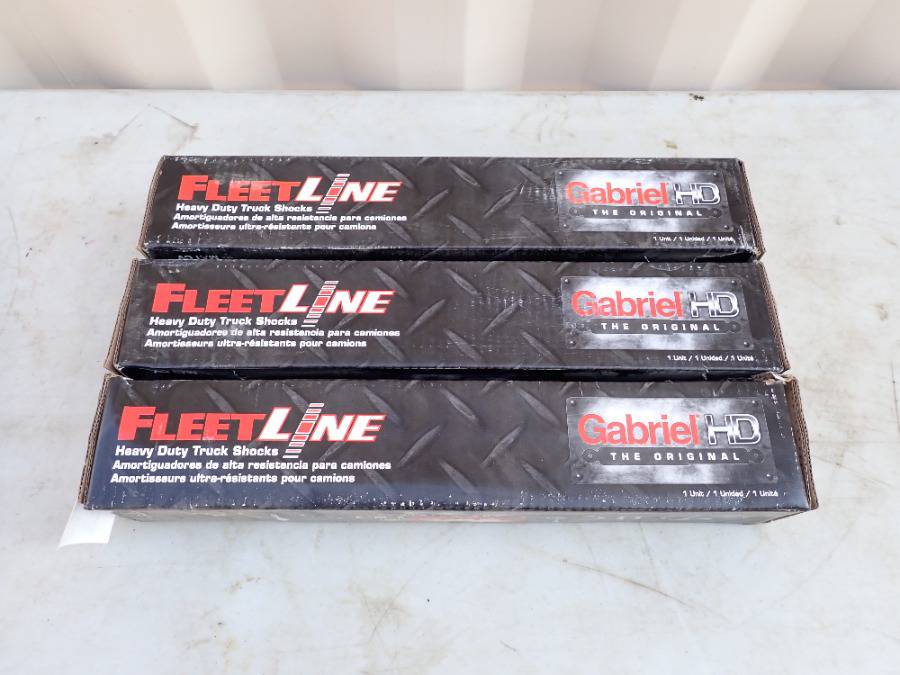 FLEETLINE
Heavy Duty Truck Shocks
Amortiguadores de alta resistencia para camiones
Amortisseurs ultra-résistants pour camions
Gabriel HD
THE ORIGINAL
1 Unit / 1 Unidad / 1 Unité
FLEETLINE
Heavy Duty Truck Shocks
Amortiguadores de alta resistencia para camiones
Amortisseurs ultra-résistants pour camions
Gabriel HD
THE ORIGINAL
1 Unit / 1 Unidad / 1 Unité
FLEETLINE
Heavy Duty Truck Shocks
Amortiguadores de alta resistencia para camiones
Amortisseurs ultra-résistants pour camions
Gabriel HD
THE ORIGINAL
1 Unit / 1 Unidad / 1 Unité